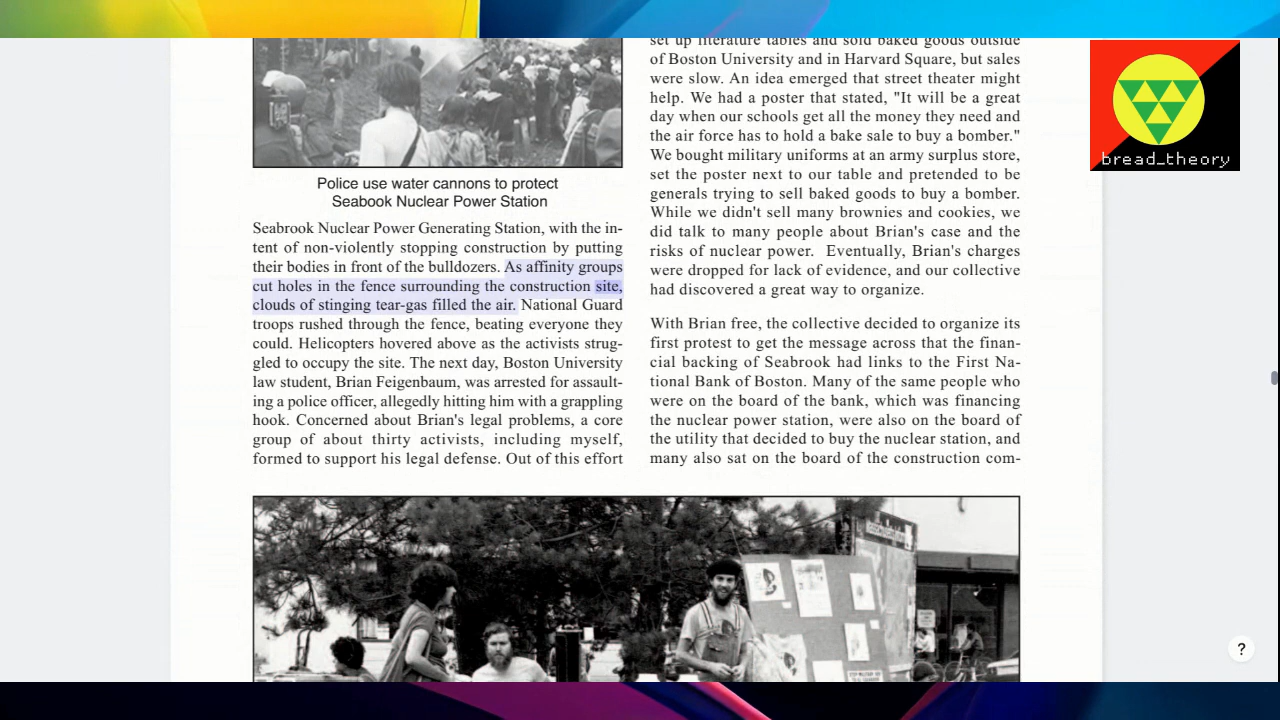 Police use water cannons to protect
Seabook Nuclear Power Station
Seabrook Nuclear Power Generating Station, with the in-
tent of non-violently stopping construction by putting
their bodies in front of the bulldozers. As affinity groups
cut holes in the fence surrounding the construction site,
clouds of stinging tear-gas filled the air. National Guard
troops rushed through the fence, beating everyone they
could. Helicopters hovered above as the activists strug-
gled to occupy the site. The next day, Boston University
law student, Brian Feigenbaum, was arrested for assault-
ing a police officer, allegedly hitting him with a grappling
hook. Concerned about Brian's legal problems, a core
group of about thirty activists, including myself,
formed to support his legal defense. Out of this effort
set up literature tables and sold baked goods outside
of Boston University and in Harvard Square, but sales
were slow. An idea emerged that street theater might
help. We had a poster that stated, "It will be a great
day when our schools get all the money they need and
the air force has to hold a bake sale to buy a bomber."
We bought military uniforms at an army surplus store,
set the poster next to our table and pretended to be
generals trying to sell baked goods to buy a bomber.
While we didn't sell many brownies and cookies, we
did talk to many people about Brian's case and the
risks of nuclear power. Eventually, Brian's charges
were dropped for lack of evidence, and our collective
had discovered a great way to organize.
With Brian free, the collective decided to organize its
first protest to get the message across that the finan-
cial backing of Seabrook had links to the First Na-
tional Bank of Boston. Many of the same people who
were on the board of the bank, which was financing
the nuclear power station, were also on the board of
the utility that decided to buy the nuclear station, and
many also sat on the board of the construction com-
bread_theory
?